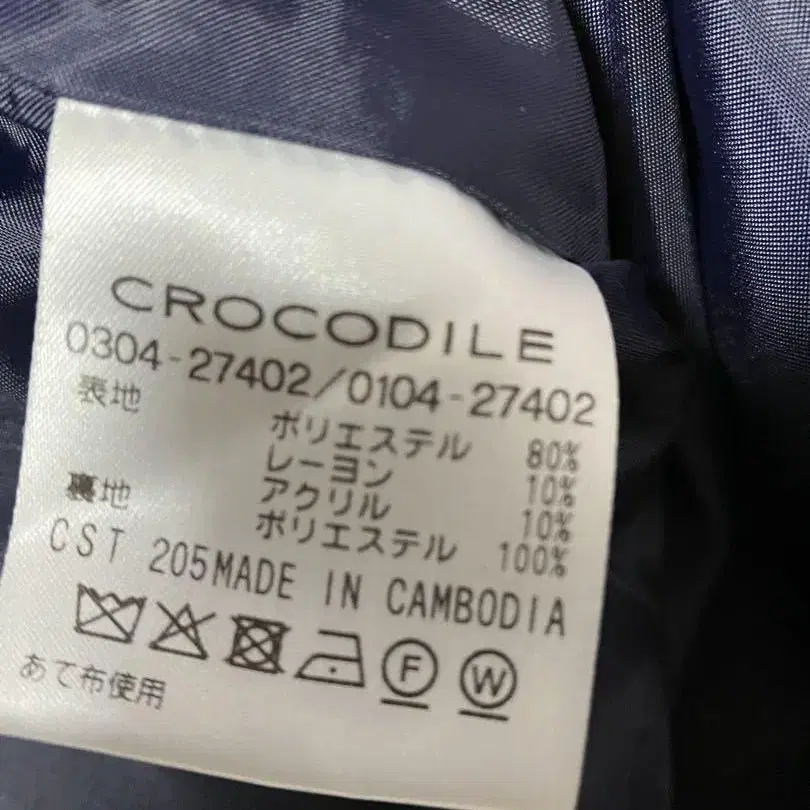 CROCODILE
0304-27402/0104-27402
表地 ポリエステル 80%
レーヨン 10%
アクリル 10%
裏地 ポリエステル 100%
CST 205MADE IN CAMBODIA
F W
あて布使用